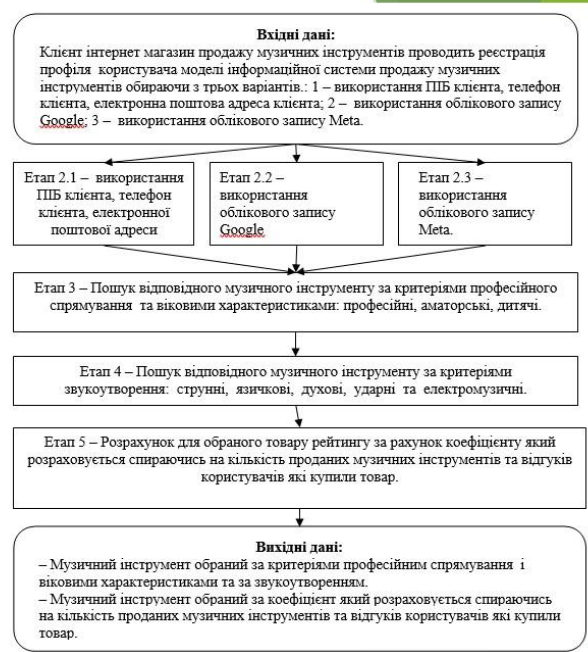 Вхідні дані:
Клієнт інтернет магазин продажу музичних інструментів проводить реєстрація
профіля користувача моделі інформаційної системи продажу музичних
інструментів обираючи з трьох варіантів.: 1 – використання ПІБ клієнта, телефон
клієнта, електронна поштова адреса клієнта; 2 – використання облікового запису
Google; 3 – використання облікового запису Meta.
Етап 2.1 – використання
ПІБ клієнта, телефон
клієнта, електронної
поштової адреси
Етап 2.2 –
використання
облікового запису
Google
Етап 2.3 –
використання
облікового запису
Meta.
Етап 3 – Пошук відповідного музичного інструменту за критеріями професійного
спрямування та віковими характеристиками: професійні, аматорські, дитячі.
Етап 4 – Пошук відповідного музичного інструменту за критеріями
звукоутворення: струнні, язичкові, духові, ударні та електромузичні.
Етап 5 – Розрахунок для обраного товару рейтингу за рахунок коефіцієнту який
розраховується спираючись на кількість проданих музичних інструментів та відгуків
користувачів які купили товар.
Вихідні дані:
– Музичний інструмент обраний за критеріями професійним спрямування і
віковими характеристиками та за звукоутворенням.
– Музичний інструмент обраний за коефіцієнт який розраховується спираючись
на кількість проданих музичних інструментів та відгуків користувачів які купили
товар.